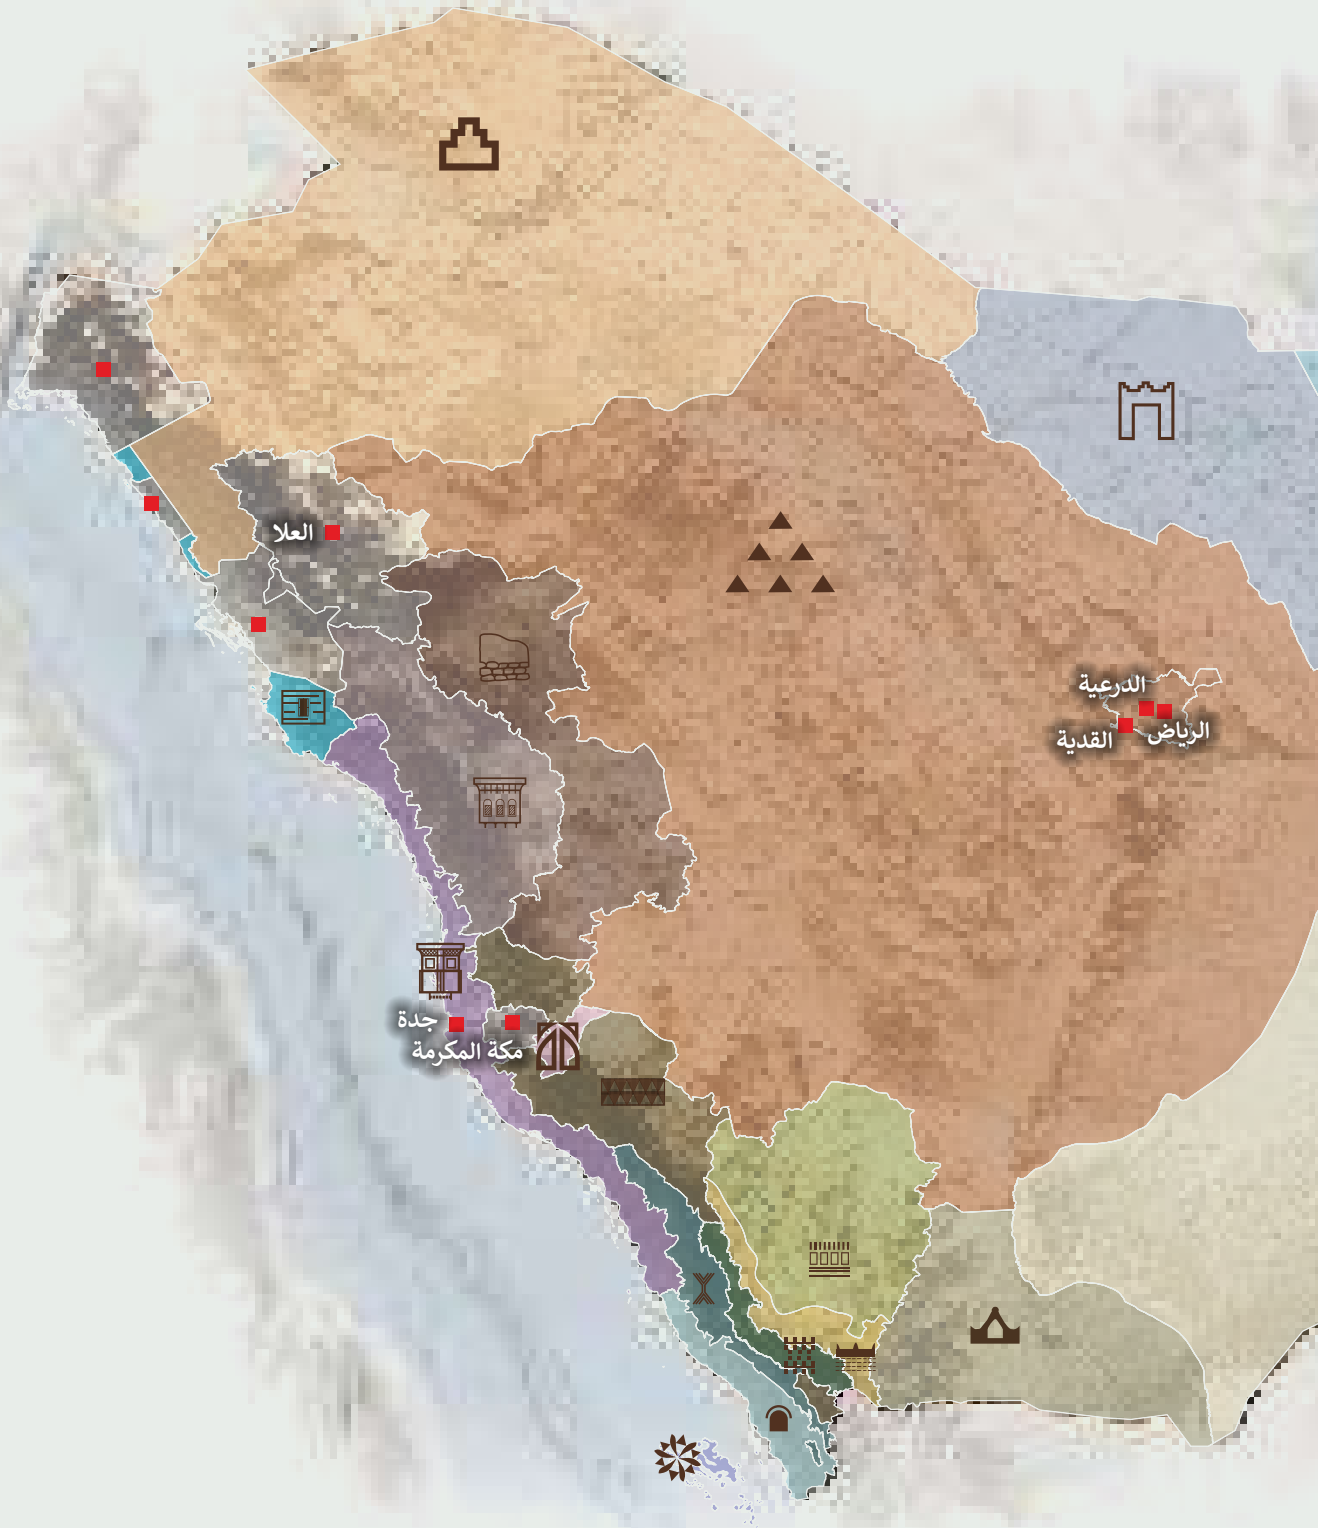 العلا
الدرعية
الرياض
القدية
جدة
مكة المكرمة